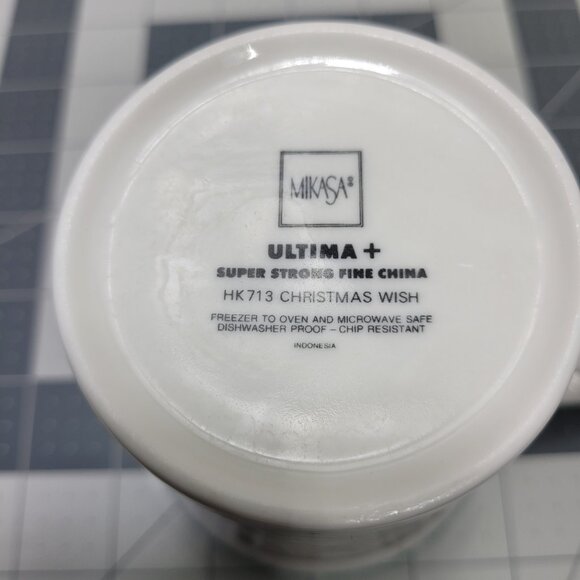 MIKASA®
ULTIMA +
SUPER STRONG FINE CHINA
HK713 CHRISTMAS WISH
FREEZER TO OVEN AND MICROWAVE SAFE
DISHWASHER PROOF – CHIP RESISTANT
INDONESIA